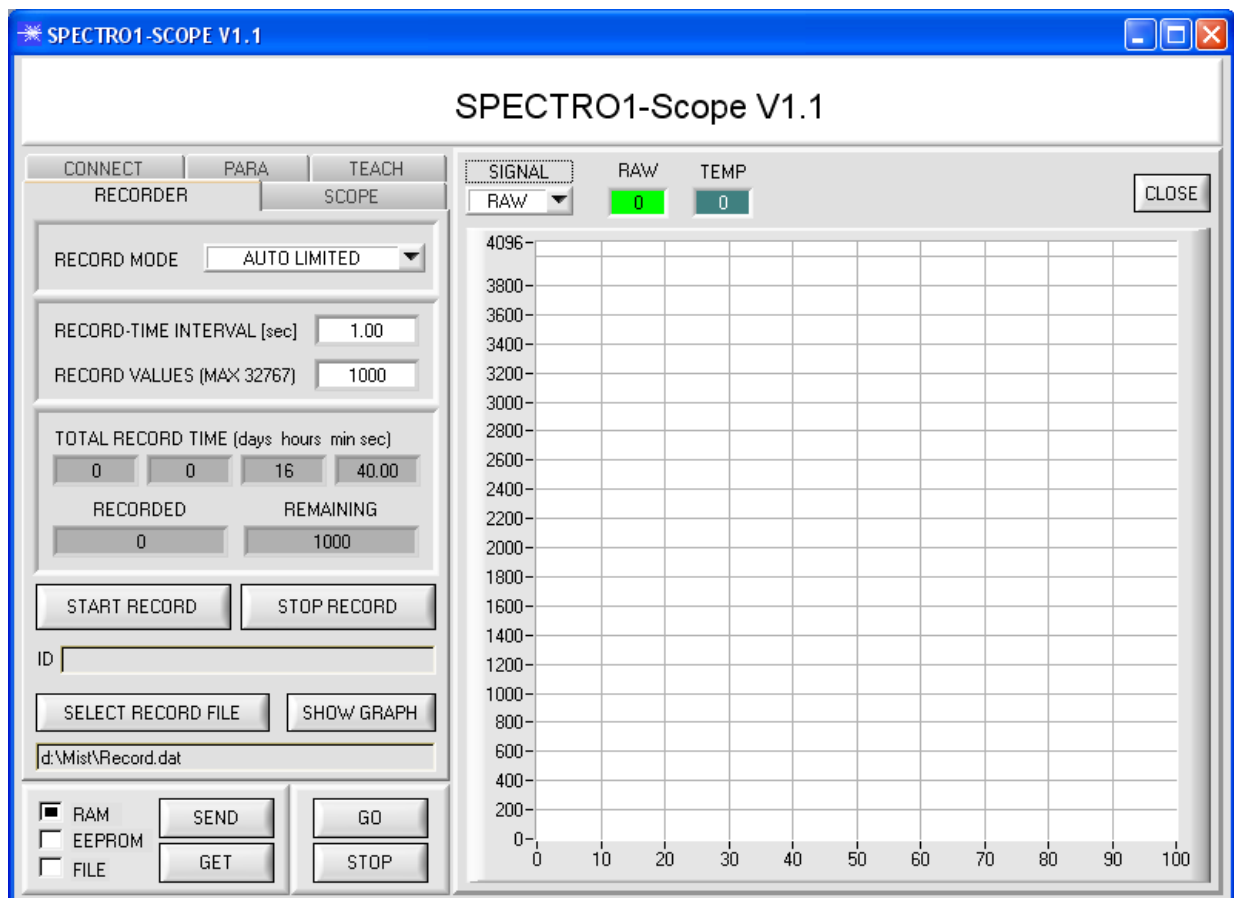 SPECTRO1-SCOPE V1.1
SPECTRO1-Scope V1.1
CONNECT PARA TEACH
RECORDER SCOPE
RECORD MODE AUTO LIMITED
RECORD-TIME INTERVAL [sec] 1.00
RECORD VALUES (MAX 32767) 1000
TOTAL RECORD TIME (days hours min sec)
0 0 16 40.00
RECORDED REMAINING
0 1000
START RECORD STOP RECORD
ID
SELECT RECORD FILE SHOW GRAPH
d:\Mist\Record.dat
RAM
EEPROM
FILE
SEND
GET
GO
STOP
SIGNAL RAW TEMP
RAW 0 0
CLOSE
4096
3800
3600
3400
3200
3000
2800
2600
2400
2200
2000
1800
1600
1400
1200
1000
800
600
400
200
0
0 10 20 30 40 50 60 70 80 90 100